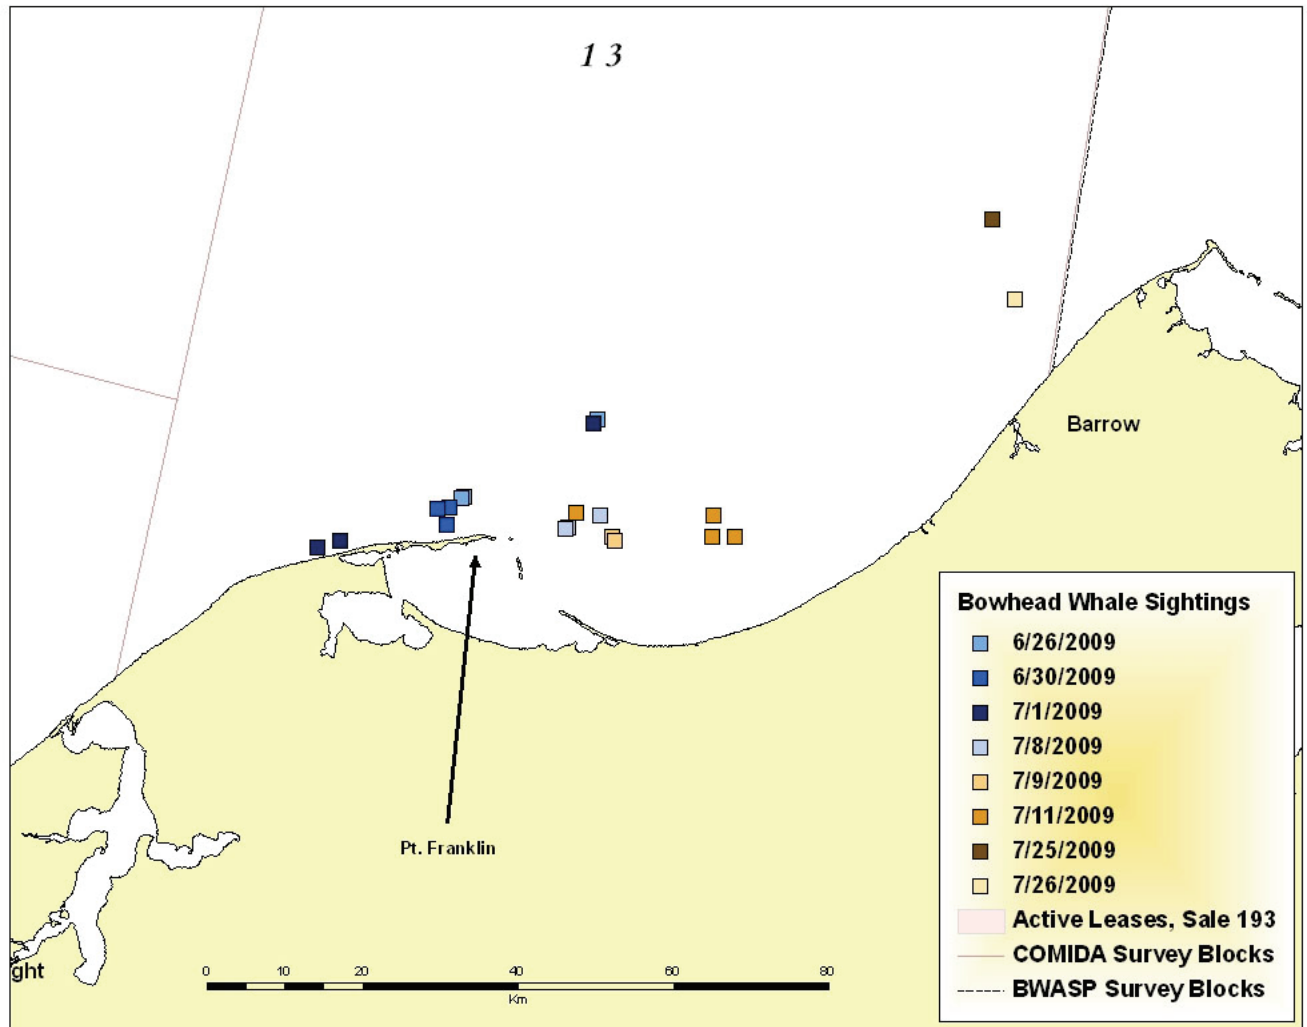 1 3
Barrow
Pt. Franklin
ght
0 10 20 40 60 80
Km
Bowhead Whale Sightings
6/26/2009
6/30/2009
7/1/2009
7/8/2009
7/9/2009
7/11/2009
7/25/2009
7/26/2009
Active Leases, Sale 193
COMIDA Survey Blocks
BWASP Survey Blocks